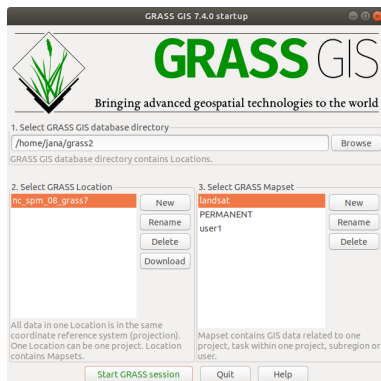 GRASS GIS 7.4.0 startup
GRASS GIS
Bringing advanced geospatial technologies to the world
1. Select GRASS GIS database directory
/home/jana/grass2
Browse
GRASS GIS database directory contains Locations.
2. Select GRASS Location
nc_spm_08_grass7
New
Rename
Delete
Download
All data in one Location is in the same
coordinate reference system (projection).
One Location can be one project. Location
contains Mapsets.
3. Select GRASS Mapset
landsat
PERMANENT
user1
New
Rename
Delete
Mapset contains GIS data related to one
project, task within one project, subregion or
user.
Start GRASS session
Quit
Help